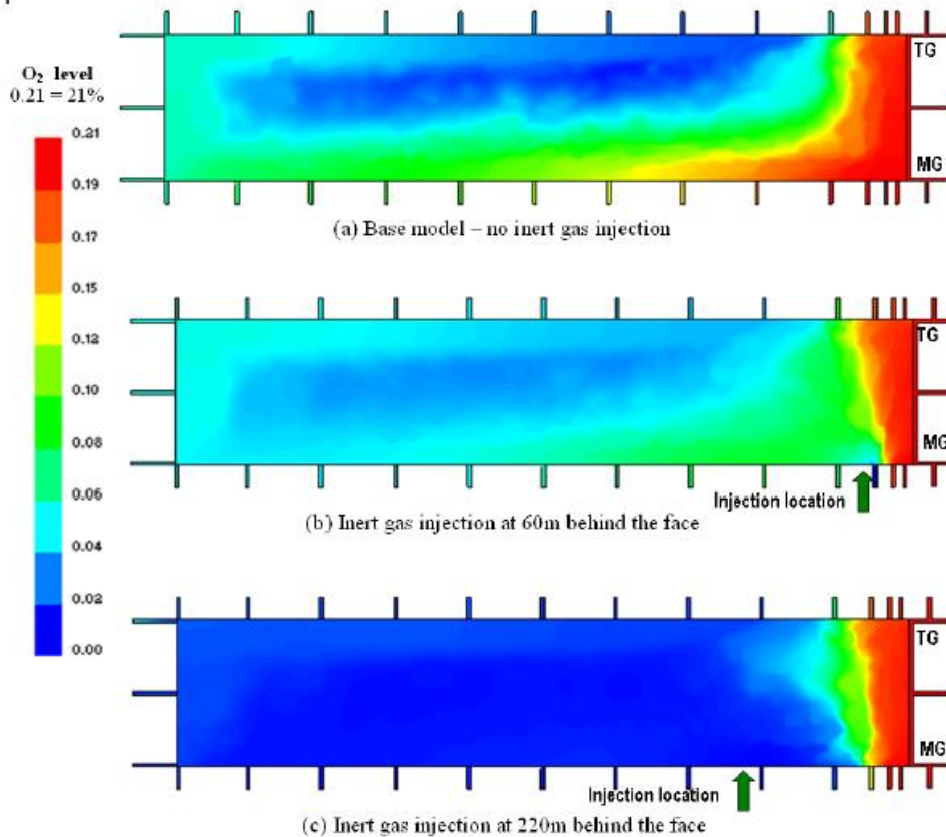 TG
O2 level
0.21 = 21%
MG
0.21
0.19
0.17
0.15
0.12
0.10
0.08
0.06
0.04
0.02
0.00
(a) Base model – no inert gas injection
TG
MG
Injection location
(b) Inert gas injection at 60m behind the face
TG
MG
Injection location
(c) Inert gas injection at 220m behind the face